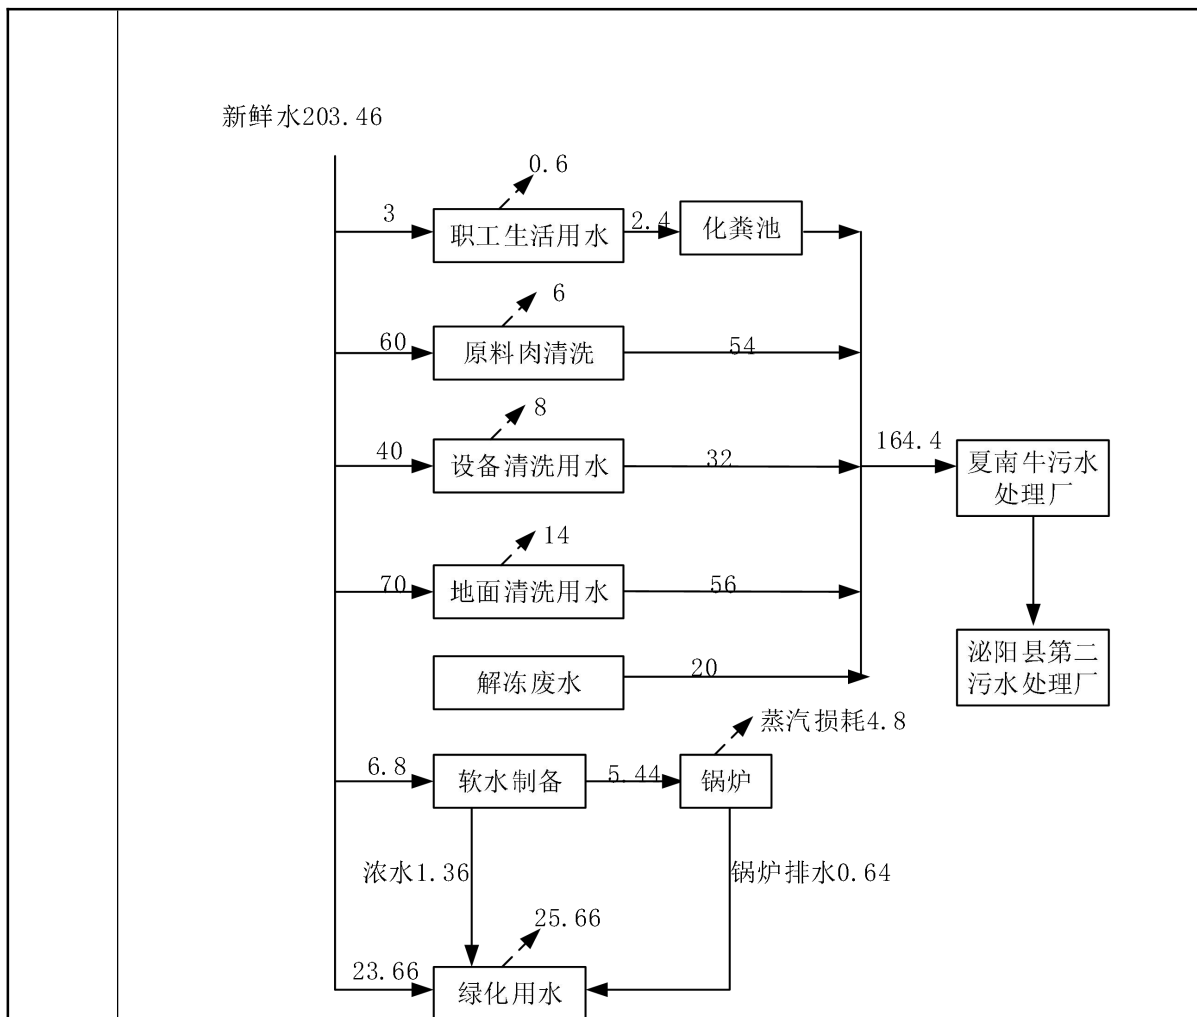 新鲜水203.46
0.6
3
职工生活用水
2.4
化粪池
6
60
原料肉清洗
54
8
40
设备清洗用水
32
164.4
夏南牛污水
处理厂
14
70
地面清洗用水
56
解冻废水
20
泌阳县第二
污水处理厂
蒸汽损耗4.8
6.8
软水制备
5.44
锅炉
浓水1.36
锅炉排水0.64
25.66
23.66
绿化用水